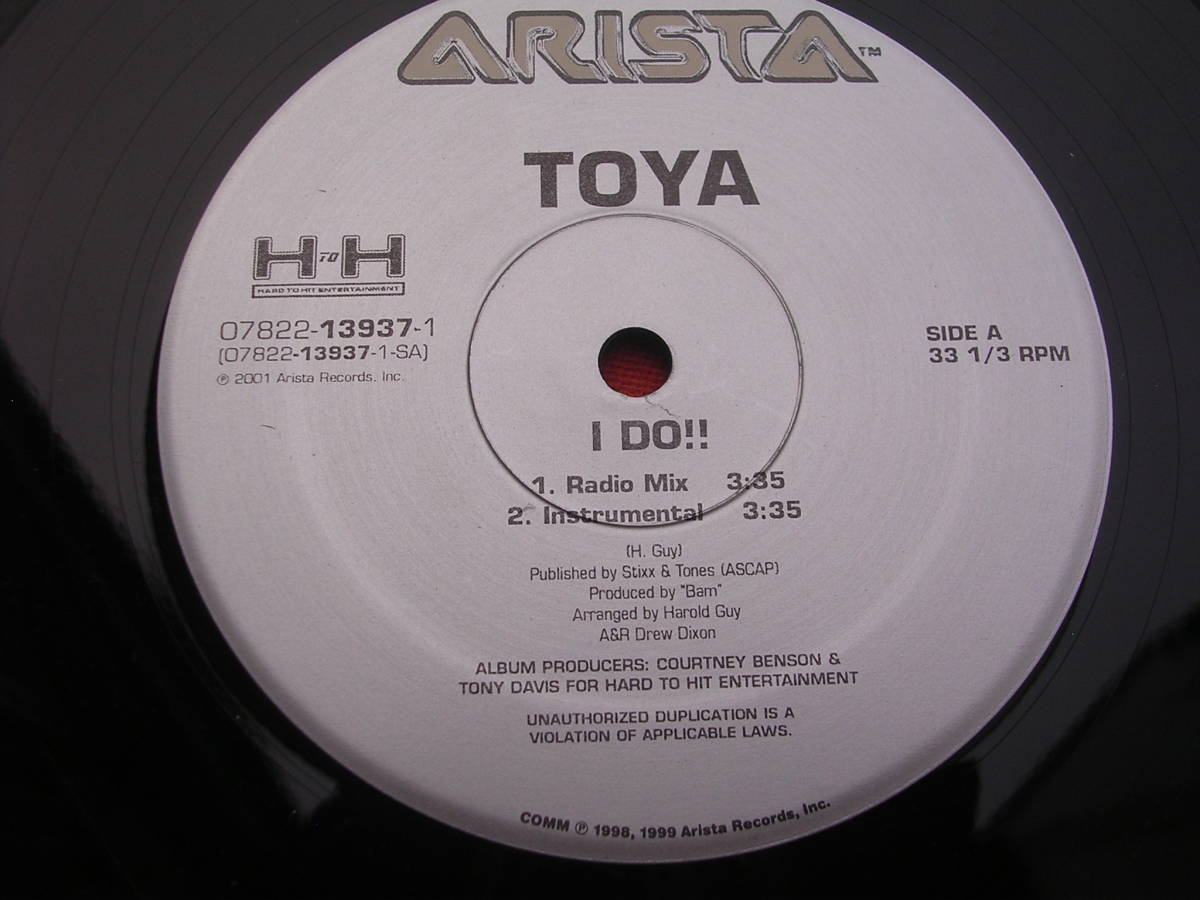 ARISTA™
TOYA
H TO H
HARD TO HIT ENTERTAINMENT
07822-13937-1
(07822-13937-1-SA)
℗ 2001 Arista Records, Inc.
SIDE A
33 1/3 RPM
I DO!!
1. Radio Mix 3:35
2. Instrumental 3:35
(H. Guy)
Published by Stixx & Tones (ASCAP)
Produced by "Bam"
Arranged by Harold Guy
A&R Drew Dixon
ALBUM PRODUCERS: COURTNEY BENSON &
TONY DAVIS FOR HARD TO HIT ENTERTAINMENT
UNAUTHORIZED DUPLICATION IS A
VIOLATION OF APPLICABLE LAWS.
COMM ℗ 1998, 1999 Arista Records, Inc.